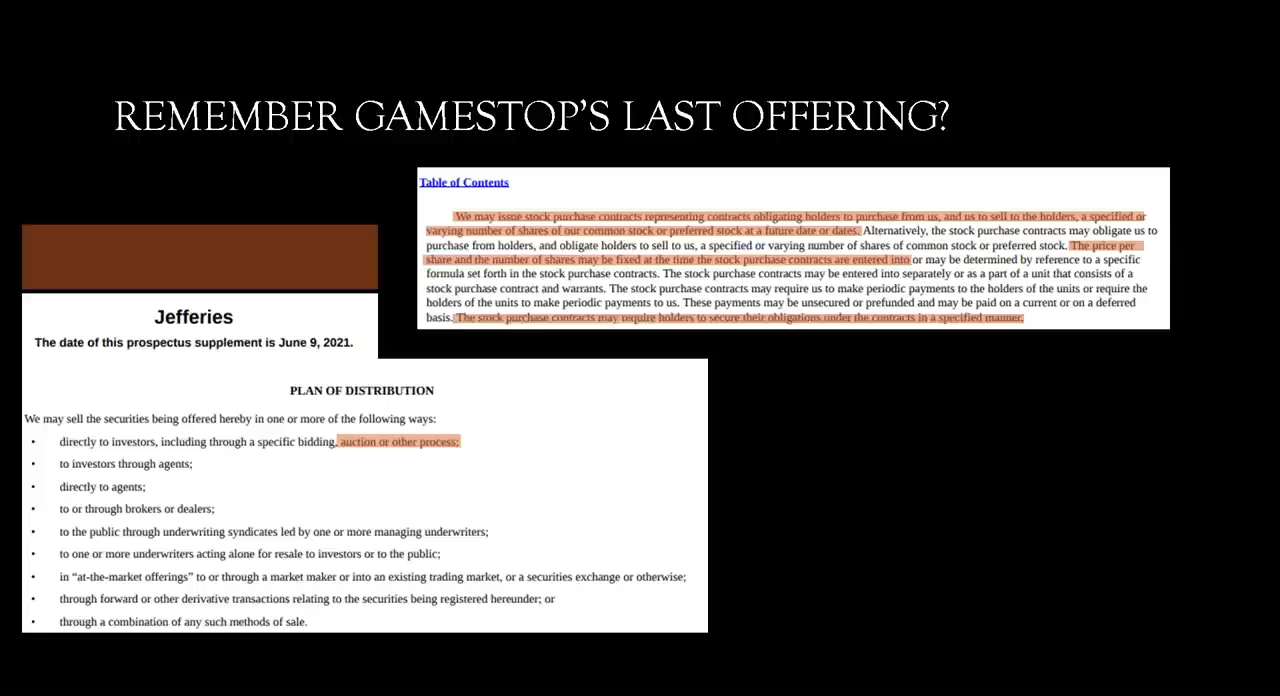 REMEMBER GAMESTOP'S LAST OFFERING?
Table of Contents
We may issue stock purchase contracts representing contracts obligating holders to purchase from us, and us to sell to the holders, a specified or
varying number of shares of our common stock or preferred stock at a future date or dates. Alternatively, the stock purchase contracts may obligate us to
purchase from holders, and obligate holders to sell to us, a specified or varying number of shares of common stock or preferred stock. The price per
share and the number of shares may be fixed at the time the stock purchase contracts are entered into or may be determined by reference to a specific
formula set forth in the stock purchase contracts. The stock purchase contracts may be entered into separately or as a part of a unit that consists of a
stock purchase contract and warrants. The stock purchase contracts may require us to make periodic payments to the holders of the units or require the
holders of the units to make periodic payments to us. These payments may be unsecured or prefunded and may be paid on a current or on a deferred
basis. The stock purchase contracts may require holders to secure their obligations under the contracts in a specified manner.
Jefferies
The date of this prospectus supplement is June 9, 2021.
PLAN OF DISTRIBUTION
We may sell the securities being offered hereby in one or more of the following ways:
• directly to investors, including through a specific bidding, auction or other process;
• to investors through agents;
• directly to agents;
• to or through brokers or dealers;
• to the public through underwriting syndicates led by one or more managing underwriters;
• to one or more underwriters acting alone for resale to investors or to the public;
• in “at-the-market offerings” to or through a market maker or into an existing trading market, or a securities exchange or otherwise;
• through forward or other derivative transactions relating to the securities being registered hereunder; or
• through a combination of any such methods of sale.